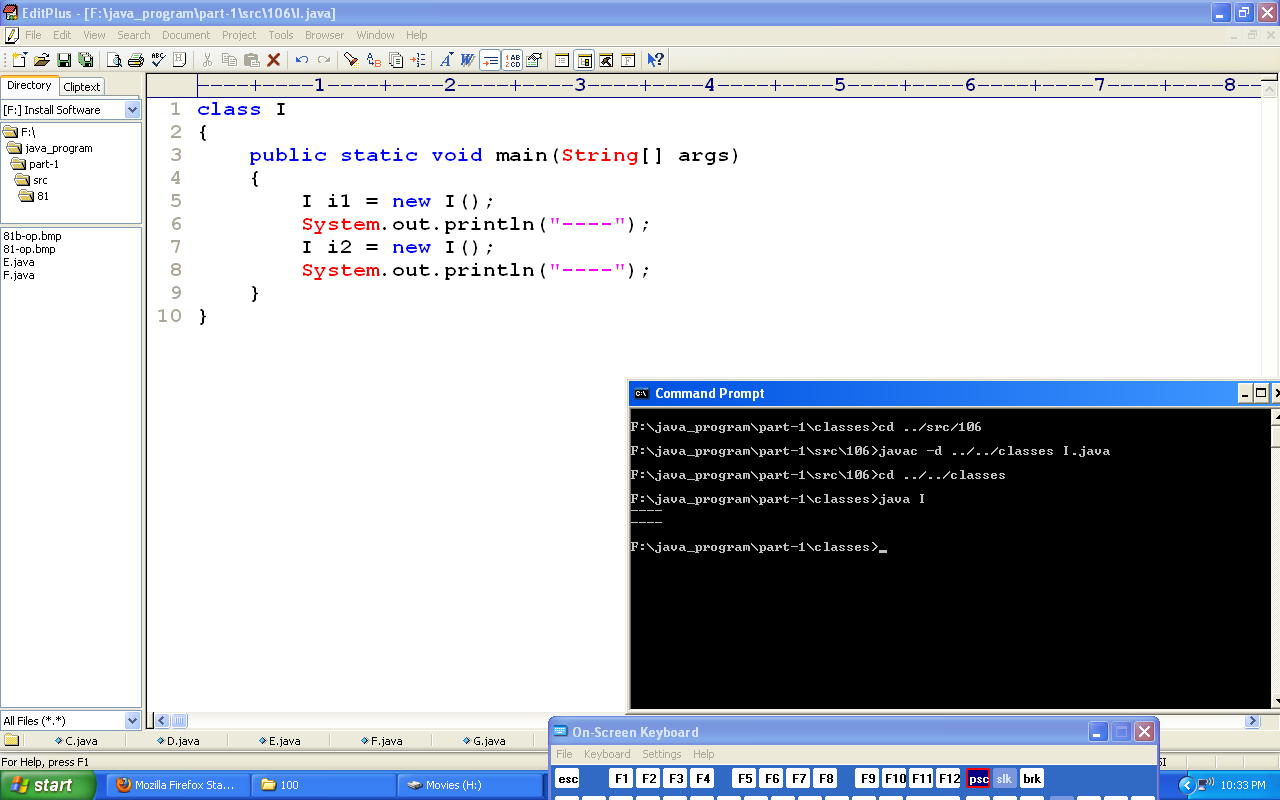 EditPlus - [F:\java_program\part-1\src\106\I.java]
File Edit View Search Document Project Tools Browser Window Help
Directory Cliptext
----+----1----+----2----+----3----+----4----+----5----+----6----+----7----+----8--
[F:] Install Software
F:\
java_program
part-1
src
81
81b-op.bmp
81-op.bmp
E.java
F.java
All Files (*.*)
1 class I
2 {
3 public static void main(String[] args)
4 {
5 I i1 = new I();
6 System.out.println("----");
7 I i2 = new I();
8 System.out.println("----");
9 }
10 }
Command Prompt
F:\java_program\part-1\classes>cd ../src/106
F:\java_program\part-1\src\106>javac -d ../../classes I.java
F:\java_program\part-1\src\106>cd ../../classes
F:\java_program\part-1\classes>java I
----
----
F:\java_program\part-1\classes>_
C.java D.java E.java F.java G.java
For Help, press F1
On-Screen Keyboard
File Keyboard Settings Help
esc F1 F2 F3 F4 F5 F6 F7 F8 F9 F10 F11 F12 psc slk brk
start Mozilla Firefox Sta... 100 Movies (H:) 10:33 PM